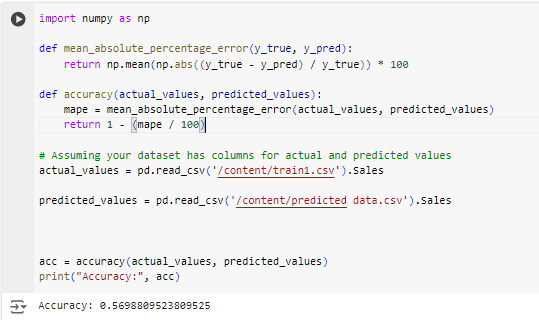 import numpy as np
def mean_absolute_percentage_error(y_true, y_pred):
    return np.mean(np.abs((y_true - y_pred) / y_true)) * 100
def accuracy(actual_values, predicted_values):
    mape = mean_absolute_percentage_error(actual_values, predicted_values)
    return 1 - (mape / 100)
# Assuming your dataset has columns for actual and predicted values
actual_values = pd.read_csv('/content/train1.csv').Sales
predicted_values = pd.read_csv('/content/predicted data.csv').Sales
acc = accuracy(actual_values, predicted_values)
print("Accuracy:", acc)
Accuracy: 0.5698809523809525